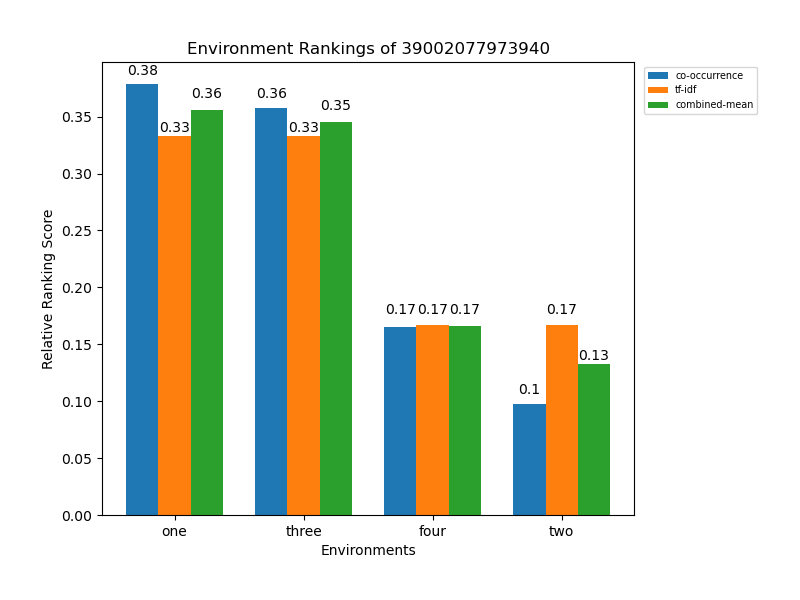 Environment Rankings of 39002077973940
co-occurrence
tf-idf
combined-mean
0.38
0.33
0.36
0.36
0.33
0.35
0.17
0.17
0.17
0.1
0.17
0.13
Relative Ranking Score
0.35
0.30
0.25
0.20
0.15
0.10
0.05
0.00
one three four two
Environments